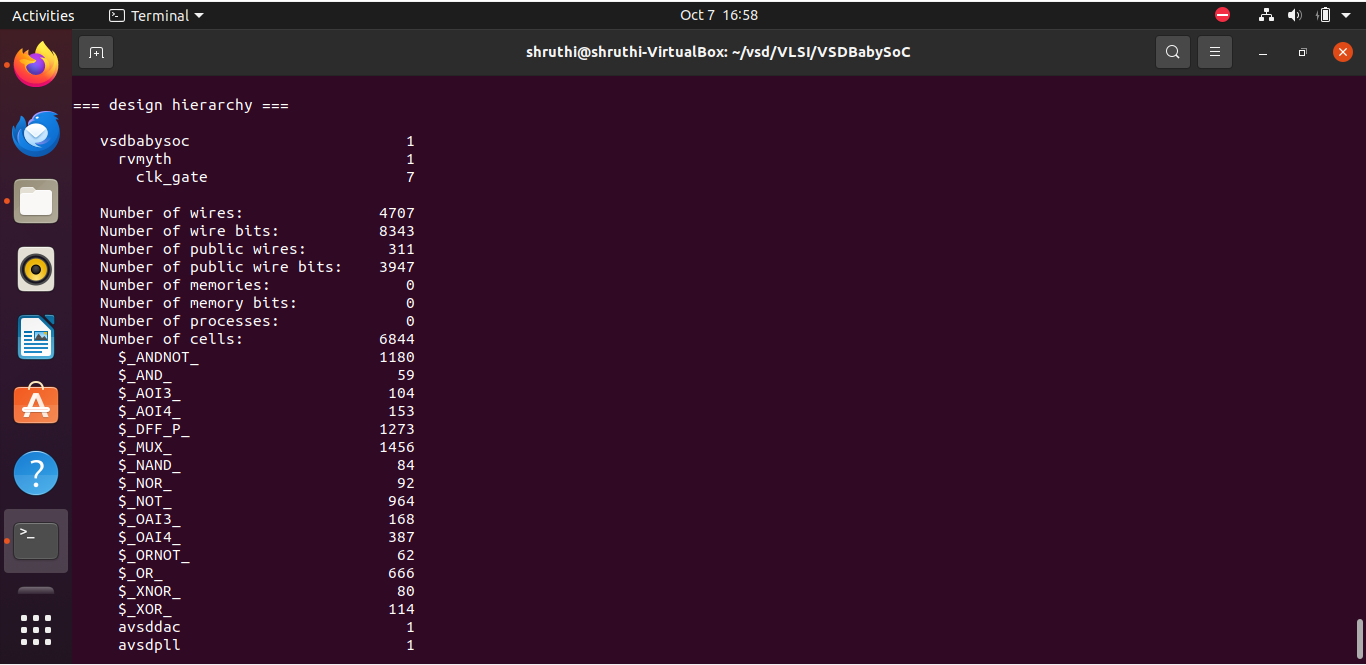 Activities Terminal Oct 7 16:58
shruthi@shruthi-VirtualBox: ~/vsd/VLSI/VSDBabySoC
=== design hierarchy ===
vsdbabysoc 1
rvmyth 1
clk_gate 7
Number of wires: 4707
Number of wire bits: 8343
Number of public wires: 311
Number of public wire bits: 3947
Number of memories: 0
Number of memory bits: 0
Number of processes: 0
Number of cells: 6844
$_ANDNOT_ 1180
$_AND_ 59
$_AOI3_ 104
$_AOI4_ 153
$_DFF_P_ 1273
$_MUX_ 1456
$_NAND_ 84
$_NOR_ 92
$_NOT_ 964
$_OAI3_ 168
$_OAI4_ 387
$_ORNOT_ 62
$_OR_ 666
$_XNOR_ 80
$_XOR_ 114
avsddac 1
avsdpll 1